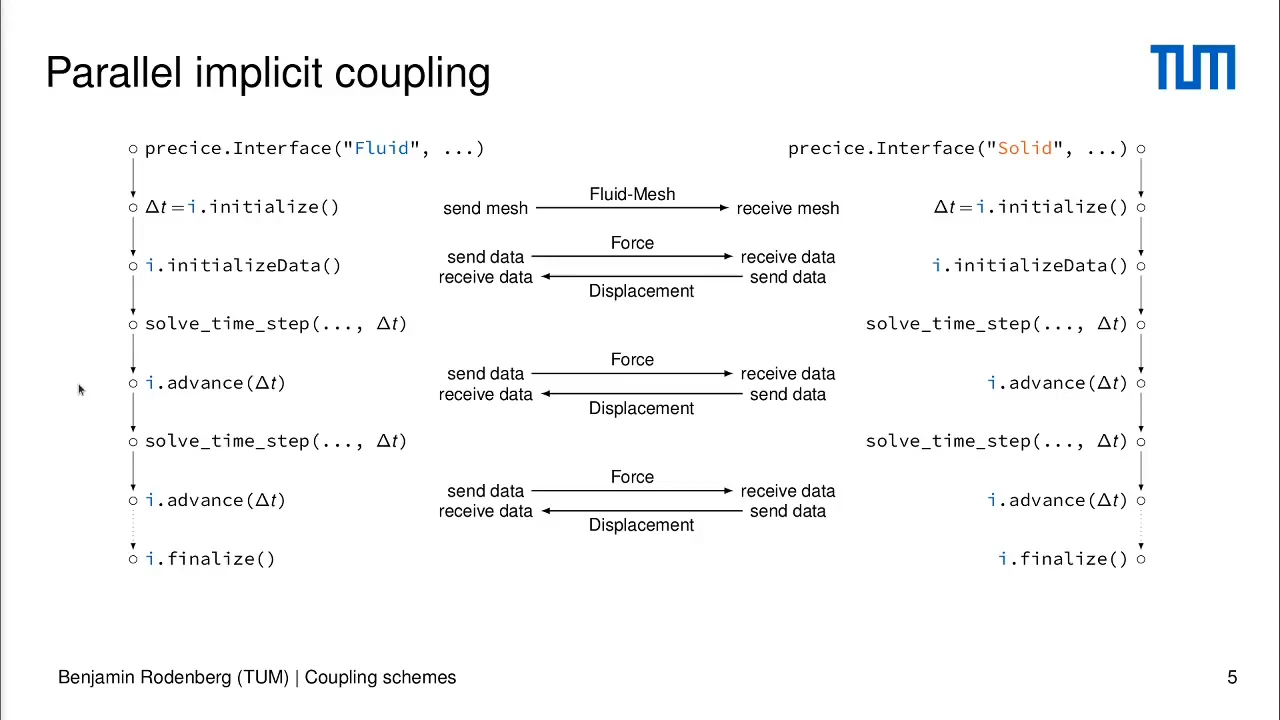 Parallel implicit coupling
TUM
precice.Interface("Fluid", ...)
precice.Interface("Solid", ...)
Δt=i.initialize()
send mesh
Fluid-Mesh
receive mesh
Δt=i.initialize()
i.initializeData()
send data
Force
receive data
receive data
Displacement
send data
i.initializeData()
solve_time_step(..., Δt)
solve_time_step(..., Δt)
i.advance(Δt)
send data
Force
receive data
receive data
Displacement
send data
i.advance(Δt)
solve_time_step(..., Δt)
solve_time_step(..., Δt)
i.advance(Δt)
send data
Force
receive data
receive data
Displacement
send data
i.advance(Δt)
i.finalize()
i.finalize()
Benjamin Rodenberg (TUM) | Coupling schemes
5